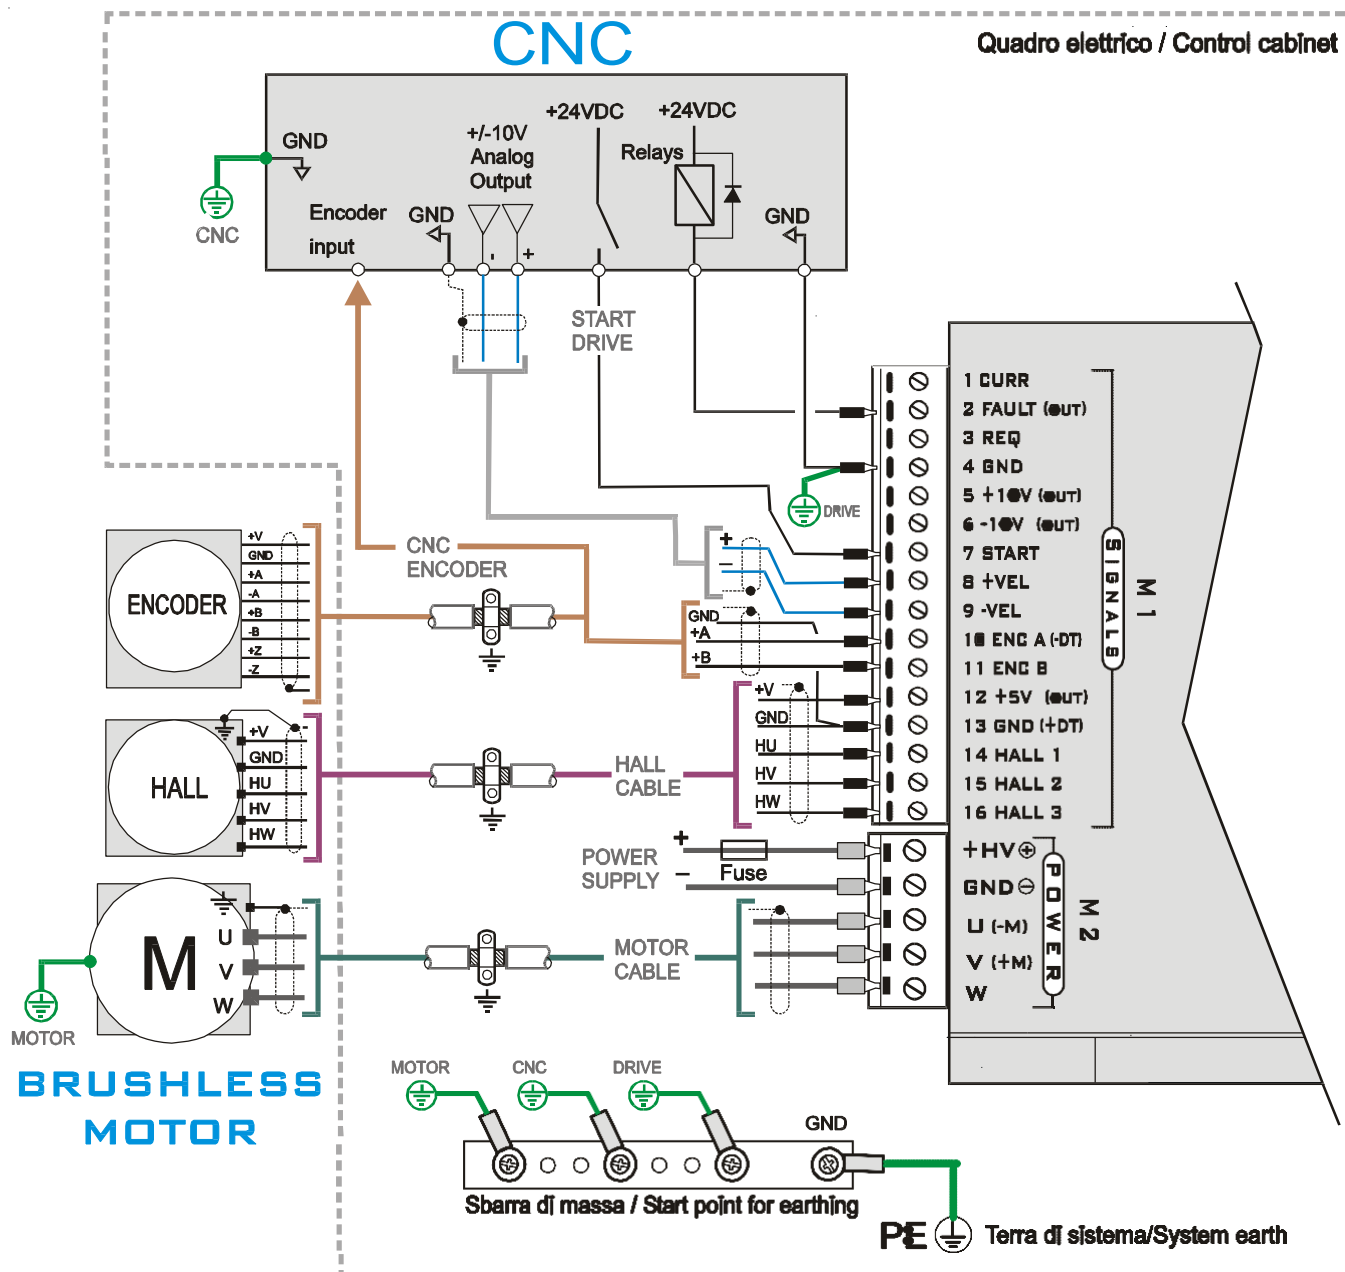 CNC
Quadro elettrico / Control cabinet
GND
+/-10V
Analog
Output
+24VDC
+24VDC
Relays
Encoder
input
GND
GND
- +
CNC
START
DRIVE
1 CURR
2 FAULT (OUT)
3 REQ
4 GND
5 +10V (OUT)
6 -10V (OUT)
7 START
8 +VEL
9 -VEL
10 ENC A (-DT)
11 ENC B
12 +5V (OUT)
13 GND (+DT)
14 HALL 1
15 HALL 2
16 HALL 3
SIGNALS
M 1
DRIVE
CNC
ENCODER
+
−
GND
+A
+B
ENCODER
+V
GND
+A
-A
+B
-B
+Z
-Z
HALL
+V
GND
HU
HV
HW
-
HALL
CABLE
+V
GND
HU
HV
HW
POWER
SUPPLY
+
−
Fuse
+HV⊕
GND⊖
U (-M)
V (+M)
W
POWER
M 2
M
U
V
W
MOTOR
CABLE
MOTOR
BRUSHLESS
MOTOR
MOTOR
CNC
DRIVE
GND
Sbarra di massa / Start point for earthing
PE
Terra di sistema/System earth